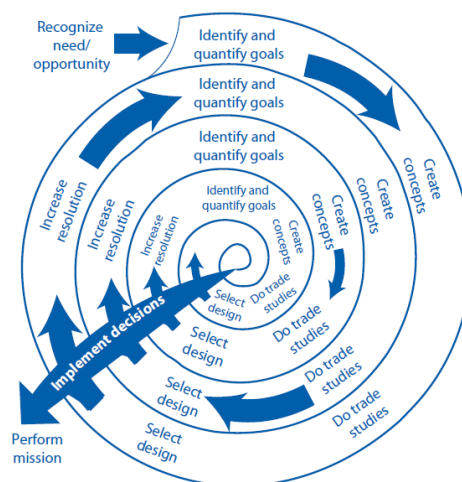 Recognize
need/
opportunity
Identify and
quantify goals
Identify and
quantify goals
Identify and
quantify goals
Identify and
quantify goals
Create
concepts
Create
concepts
Create
concepts
Create
concepts
Do trade
studies
Do trade
studies
Do trade
studies
Do trade
studies
Select
design
Select
design
Select
design
Select
design
Increase
resolution
Increase
resolution
Increase
resolution
Implement decisions
Perform
mission